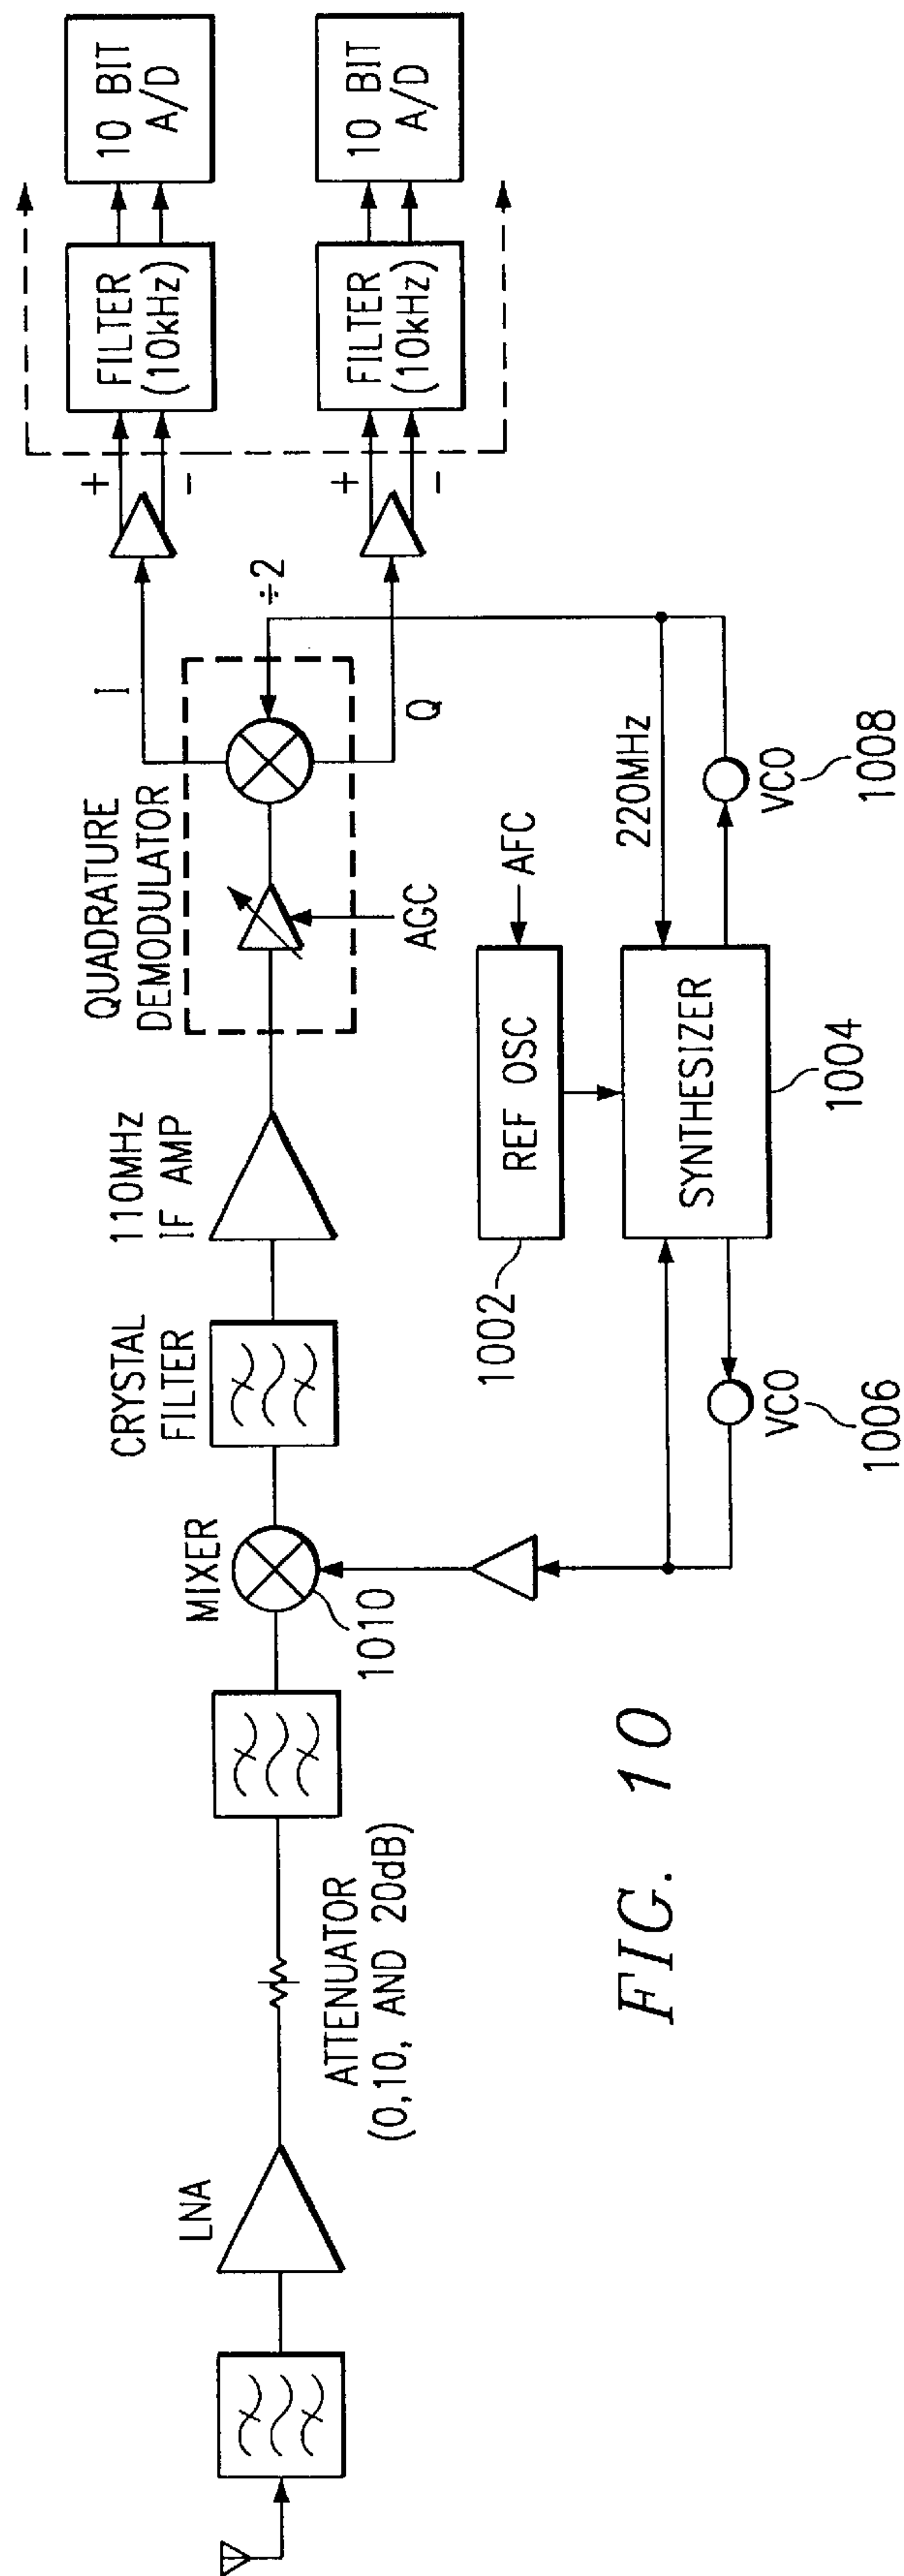 LNA
ATTENUATOR
(0,10, AND 20dB)
MIXER
1010
CRYSTAL
FILTER
110MHz
IF AMP
QUADRATURE
DEMODULATOR
AGC
I
Q
÷2
+
-
+
-
FILTER
(10kHz)
10 BIT
A/D
FILTER
(10kHz)
10 BIT
A/D
1002
REF OSC
AFC
220MHz
VCO
1006
SYNTHESIZER
1004
VCO
1008
FIG. 10